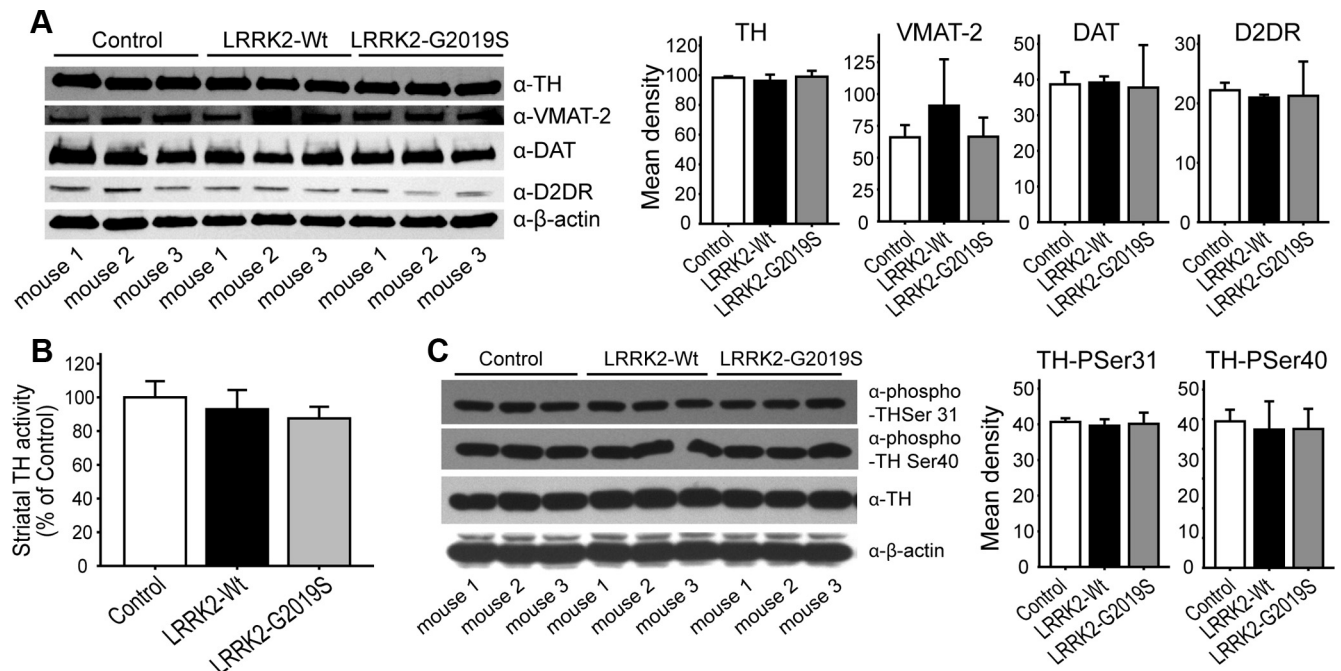 A
Control LRRK2-Wt LRRK2-G2019S
α-TH
α-VMAT-2
α-DAT
α-D2DR
α-β-actin
mouse 1 mouse 2 mouse 3 mouse 1 mouse 2 mouse 3 mouse 1 mouse 2 mouse 3
TH
Mean density
120
100
80
60
40
20
0
Control LRRK2-Wt LRRK2-G2019S
VMAT-2
125
100
75
50
25
0
Control LRRK2-Wt LRRK2-G2019S
DAT
50
40
30
20
10
0
Control LRRK2-Wt LRRK2-G2019S
D2DR
30
20
10
0
Control LRRK2-Wt LRRK2-G2019S
B
Striatal TH activity
(% of Control)
120
100
80
60
40
20
0
Control LRRK2-Wt LRRK2-G2019S
C
Control LRRK2-Wt LRRK2-G2019S
α-phospho
-THSer 31
α-phospho
-TH Ser40
α-TH
α-β-actin
mouse 1 mouse 2 mouse 3 mouse 1 mouse 2 mouse 3 mouse 1 mouse 2 mouse 3
TH-PSer31
Mean density
50
40
30
20
10
0
Control LRRK2-Wt LRRK2-G2019S
TH-PSer40
50
40
30
20
10
0
Control LRRK2-Wt LRRK2-G2019S